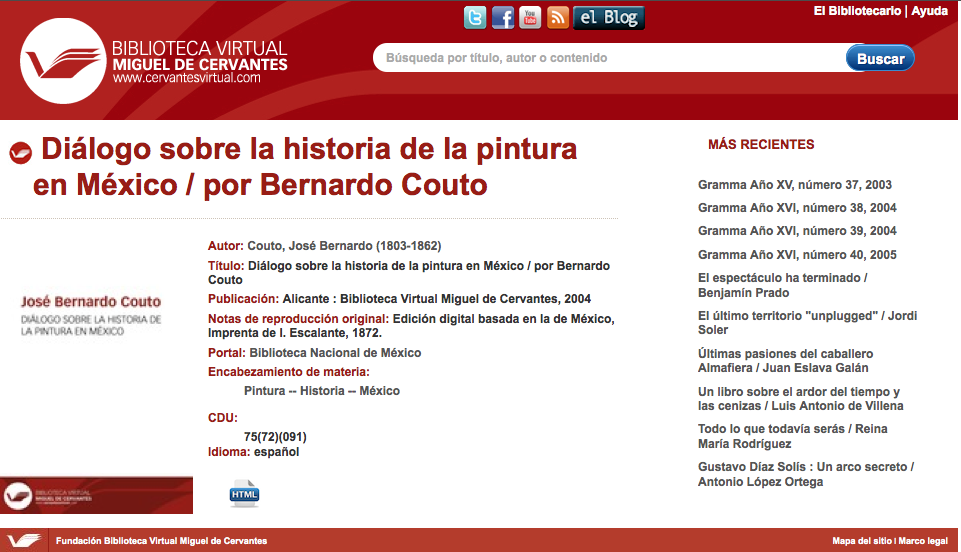 el Blog
El Bibliotecario | Ayuda
BIBLIOTECA VIRTUAL
MIGUEL DE CERVANTES
www.cervantesvirtual.com
Búsqueda por título, autor o contenido
Buscar
Diálogo sobre la historia de la pintura
en México / por Bernardo Couto
José Bernardo Couto
DIÁLOGO SOBRE LA HISTORIA DE
LA PINTURA EN MÉXICO
BIBLIOTECA VIRTUAL
MIGUEL DE CERVANTES
Autor: Couto, José Bernardo (1803-1862)
Título: Diálogo sobre la historia de la pintura en México / por Bernardo
Couto
Publicación: Alicante : Biblioteca Virtual Miguel de Cervantes, 2004
Notas de reproducción original: Edición digital basada en la de México,
Imprenta de I. Escalante, 1872.
Portal: Biblioteca Nacional de México
Encabezamiento de materia:
Pintura -- Historia -- México
CDU:
75(72)(091)
Idioma: español
HTML
MÁS RECIENTES
Gramma Año XV, número 37, 2003
Gramma Año XVI, número 38, 2004
Gramma Año XVI, número 39, 2004
Gramma Año XVI, número 40, 2005
El espectáculo ha terminado /
Benjamín Prado
El último territorio "unplugged" / Jordi
Soler
Últimas pasiones del caballero
Almafiera / Juan Eslava Galán
Un libro sobre el ardor del tiempo y
las cenizas / Luis Antonio de Villena
Todo lo que todavía serás / Reina
María Rodríguez
Gustavo Díaz Solís : Un arco secreto /
Antonio López Ortega
Fundación Biblioteca Virtual Miguel de Cervantes
Mapa del sitio | Marco legal